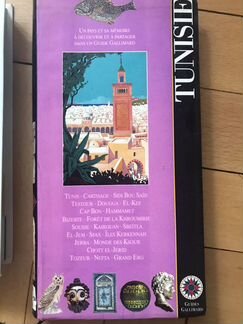 UN PAYS ET SA MÉMOIRE
À DÉCOUVRIR ET À PARTAGER
DANS UN GUIDE GALLIMARD
TUNISIE
TUNIS - CARTHAGE - SIDI BOU SAÏD
TESTOUR - DOUGGA - EL-KEF
CAP BON - HAMMAMET
BIZERTE - FORÊT DE LA KHROUMIRIE
SOUSSE - KAIROUAN - SBEÏTLA
EL-JEM - SFAX - ÎLES KERKENNAH
JERBA - MONDE DES KSOUR
CHOTT EL-JERID
TOZEUR - NEFTA - GRAND ERG
GUIDES
GALLIMARD